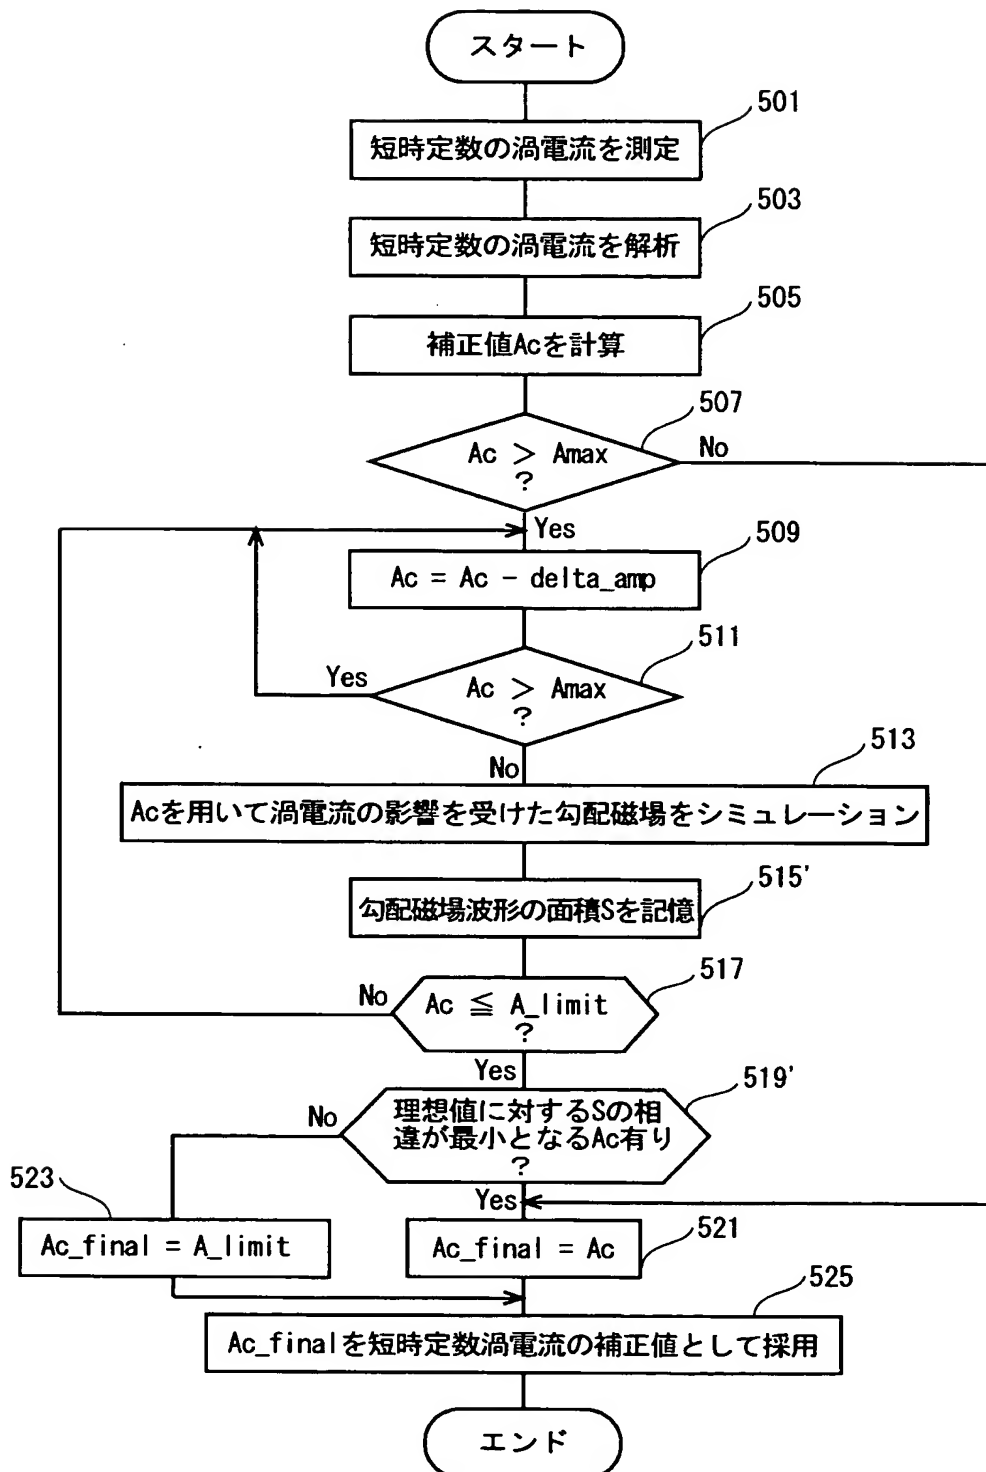 スタート
501
短時定数の渦電流を測定
503
短時定数の渦電流を解析
505
補正値Acを計算
507
Ac > Amax
?
No
Yes
509
Ac = Ac - delta_amp
511
Yes
Ac > Amax
?
No
513
Acを用いて渦電流の影響を受けた勾配磁場をシミュレーション
515'
勾配磁場波形の面積Sを記憶
517
No
Ac ≦ A_limit
?
Yes
519'
No
理想値に対するSの相
違が最小となるAc有り
?
Yes
523
Ac_final = A_limit
Ac_final = Ac
521
525
Ac_finalを短時定数渦電流の補正値として採用
エンド